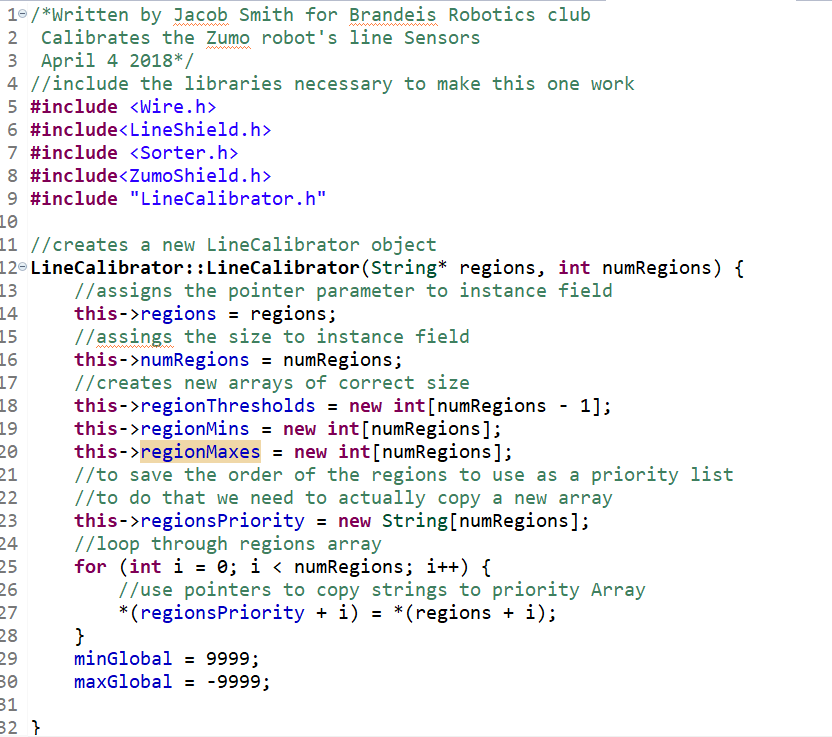 1 /*Written by Jacob Smith for Brandeis Robotics club
2 Calibrates the Zumo robot's line Sensors
3 April 4 2018*/
4 //include the libraries necessary to make this one work
5 #include <Wire.h>
6 #include<LineShield.h>
7 #include <Sorter.h>
8 #include<ZumoShield.h>
9 #include "LineCalibrator.h"
10
11 //creates a new LineCalibrator object
12 LineCalibrator::LineCalibrator(String* regions, int numRegions) {
13     //assigns the pointer parameter to instance field
14     this->regions = regions;
15     //assings the size to instance field
16     this->numRegions = numRegions;
17     //creates new arrays of correct size
18     this->regionThresholds = new int[numRegions - 1];
19     this->regionMins = new int[numRegions];
20     this->regionMaxes = new int[numRegions];
21     //to save the order of the regions to use as a priority list
22     //to do that we need to actually copy a new array
23     this->regionsPriority = new String[numRegions];
24     //loop through regions array
25     for (int i = 0; i < numRegions; i++) {
26         //use pointers to copy strings to priority Array
27         *(regionsPriority + i) = *(regions + i);
28     }
29     minGlobal = 9999;
30     maxGlobal = -9999;
31
32 }